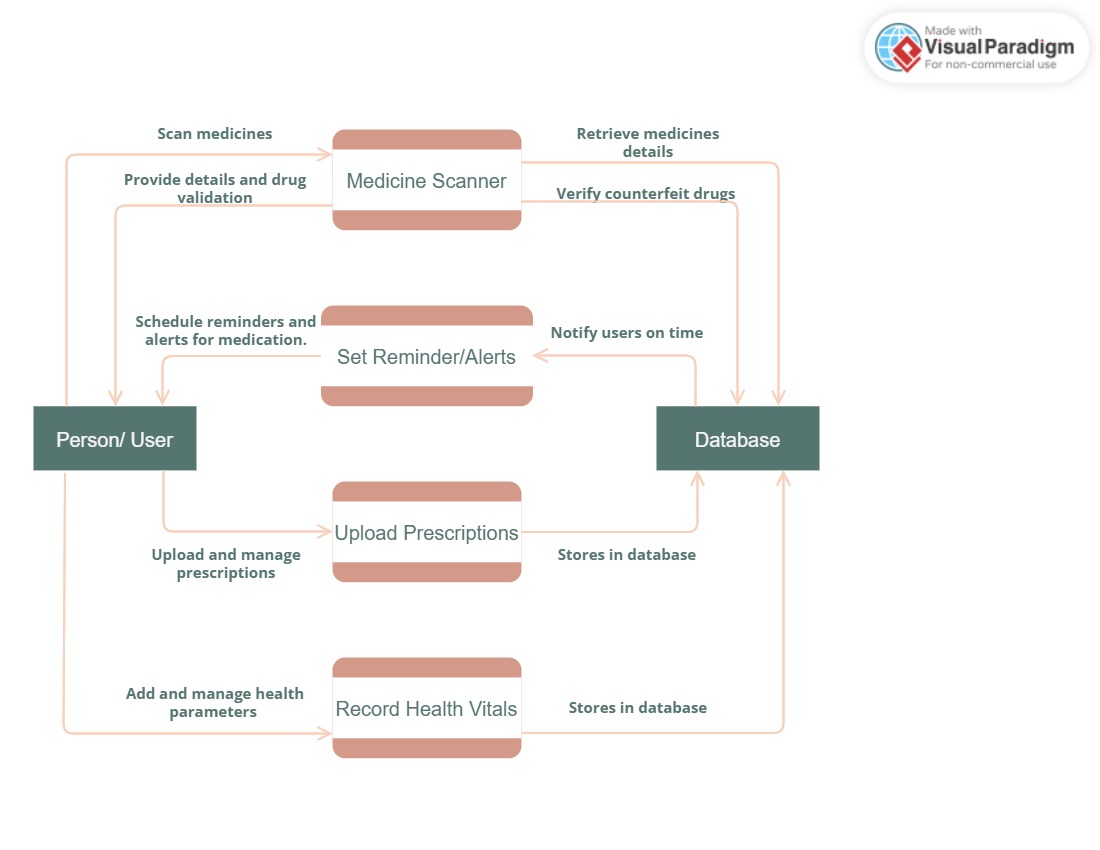 Made with
Visual Paradigm
For non-commercial use
Scan medicines
Retrieve medicines
details
Provide details and drug
validation
Medicine Scanner
Verify counterfeit drugs
Schedule reminders and
alerts for medication.
Set Reminder/Alerts
Notify users on time
Person/ User
Database
Upload Prescriptions
Upload and manage
prescriptions
Stores in database
Add and manage health
parameters
Record Health Vitals
Stores in database